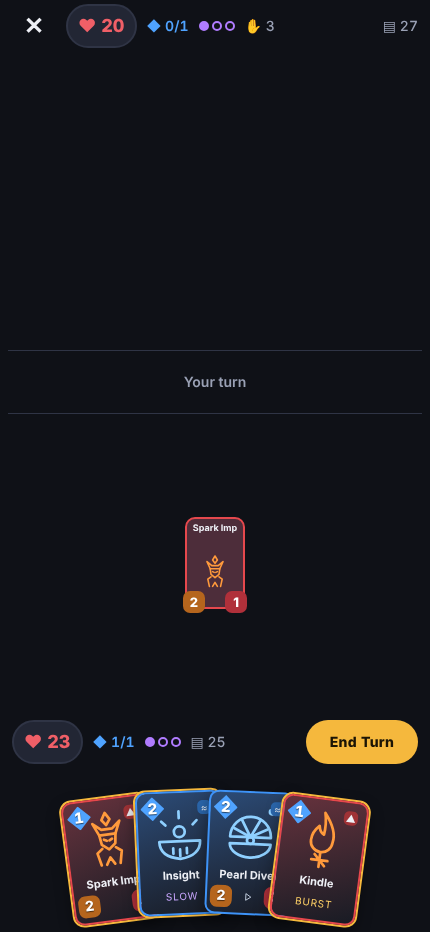 20 0/1 3 27
Your turn
Spark Imp
2 1
23 1/1 25 End Turn
1 2 2 1
Spark Imp Insight Pearl Dive Kindle
2 SLOW 2 BURST